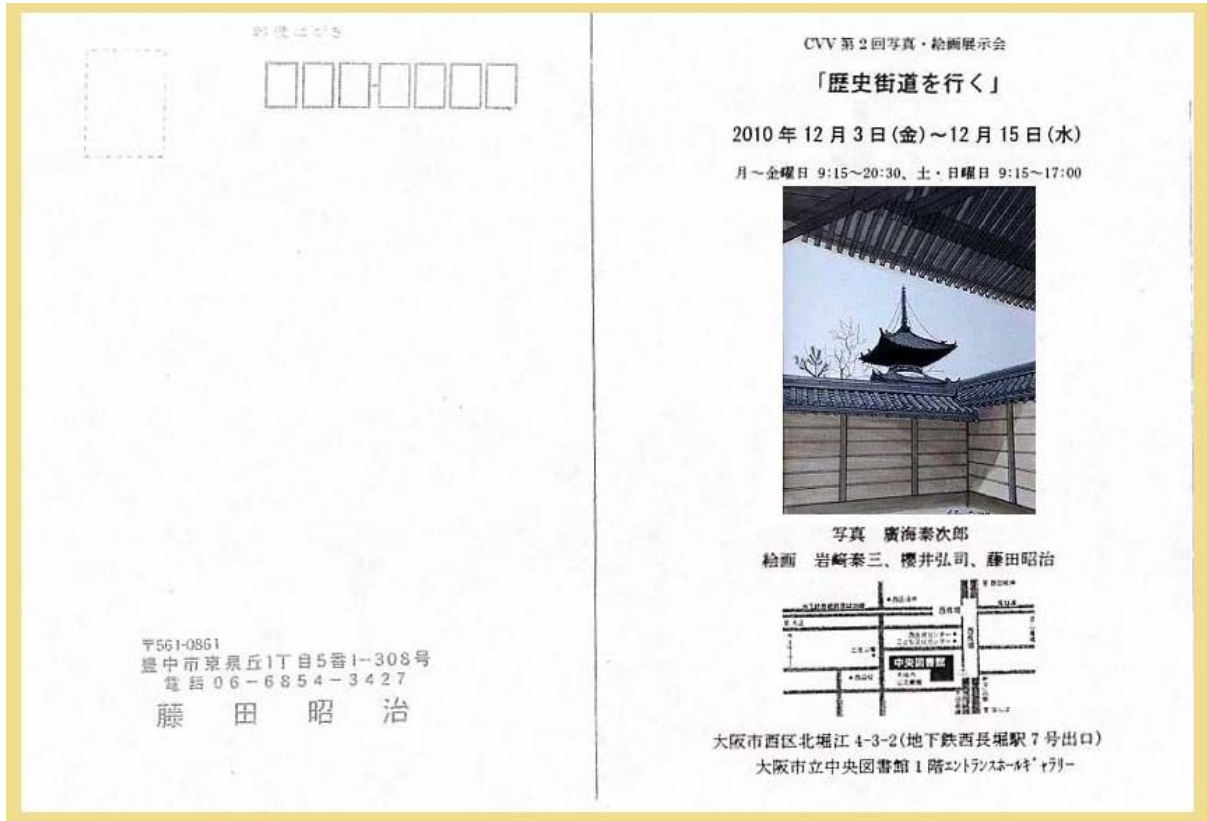 郵便はがき
〒561-0861
豊中市東泉丘1丁目5番1-308号
電話06-6854-3427
藤田昭治
CVV 第2回写真・絵画展示会
「歴史街道を行く」
2010年12月3日(金)~12月15日(水)
月~金曜日 9:15~20:30、土・日曜日 9:15~17:00
写真 廣海泰次郎
絵画 岩崎泰三、櫻井弘司、藤田昭治
中央図書館
大阪市西区北堀江 4-3-2(地下鉄西長堀駅7号出口)
大阪市立中央図書館1階エントランスホールギャラリー